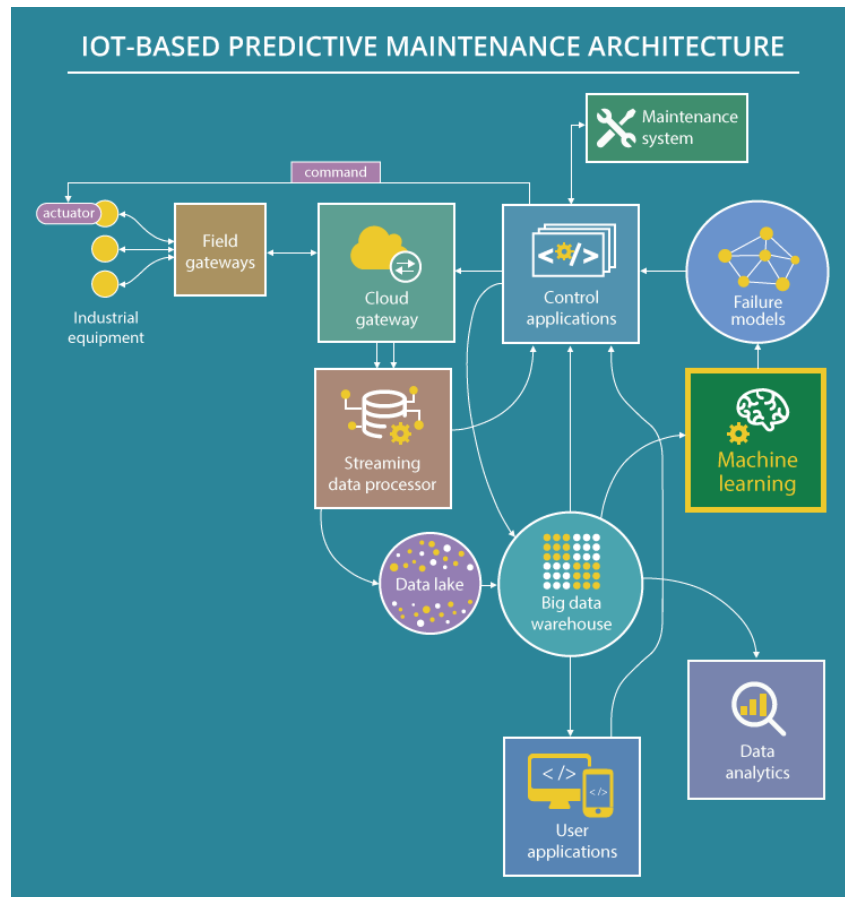 IOT-BASED PREDICTIVE MAINTENANCE ARCHITECTURE
Maintenance
system
command
actuator
Field
gateways
Cloud
gateway
</>
Control
applications
Failure
models
Industrial
equipment
Streaming
data processor
Machine
learning
Data lake
Big data
warehouse
Data
analytics
</>
</>
User
applications